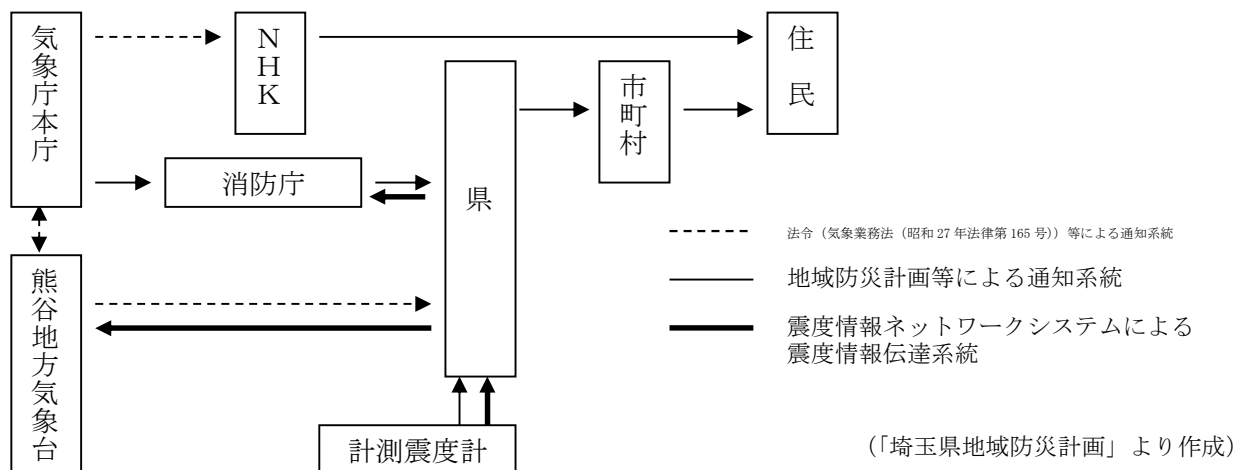 気象庁本庁
NHK
住民
市町村
消防庁
県
熊谷地方気象台
計測震度計
法令(気象業務法(昭和 27 年法律第 165 号))等による通知系統
地域防災計画等による通知系統
震度情報ネットワークシステムによる
震度情報伝達系統
(「埼玉県地域防災計画」より作成)